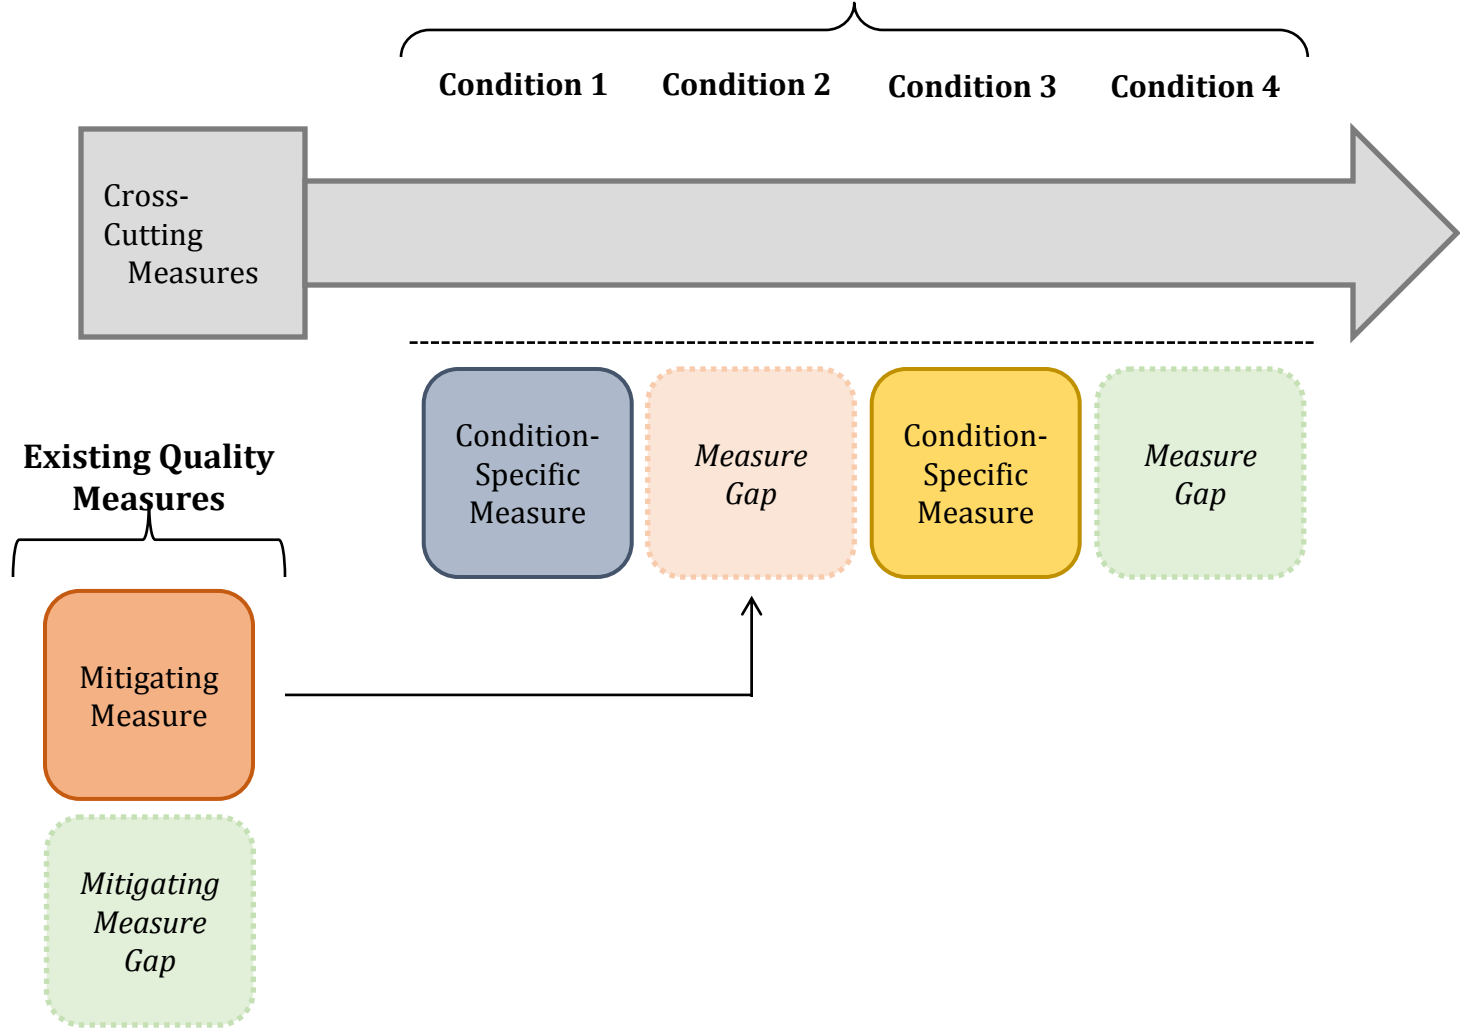 Condition 1 Condition 2 Condition 3 Condition 4
Cross-
Cutting
Measures
Condition-
Specific
Measure
Measure
Gap
Condition-
Specific
Measure
Measure
Gap
Existing Quality
Measures
Mitigating
Measure
Mitigating
Measure
Gap